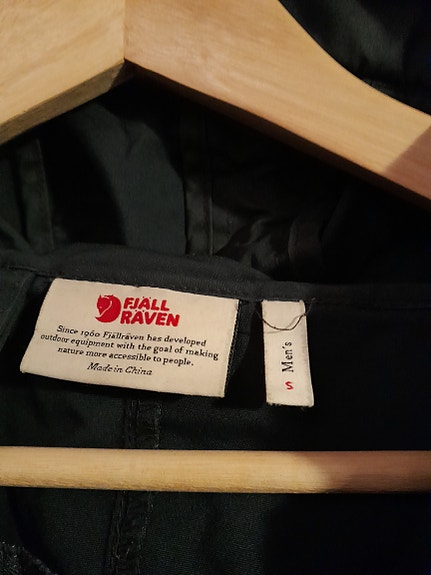 FJÄLL
RÄVEN
Since 1960 Fjällräven has developed
outdoor equipment with the goal of making
nature more accessible to people.
Made in China
Men's
S